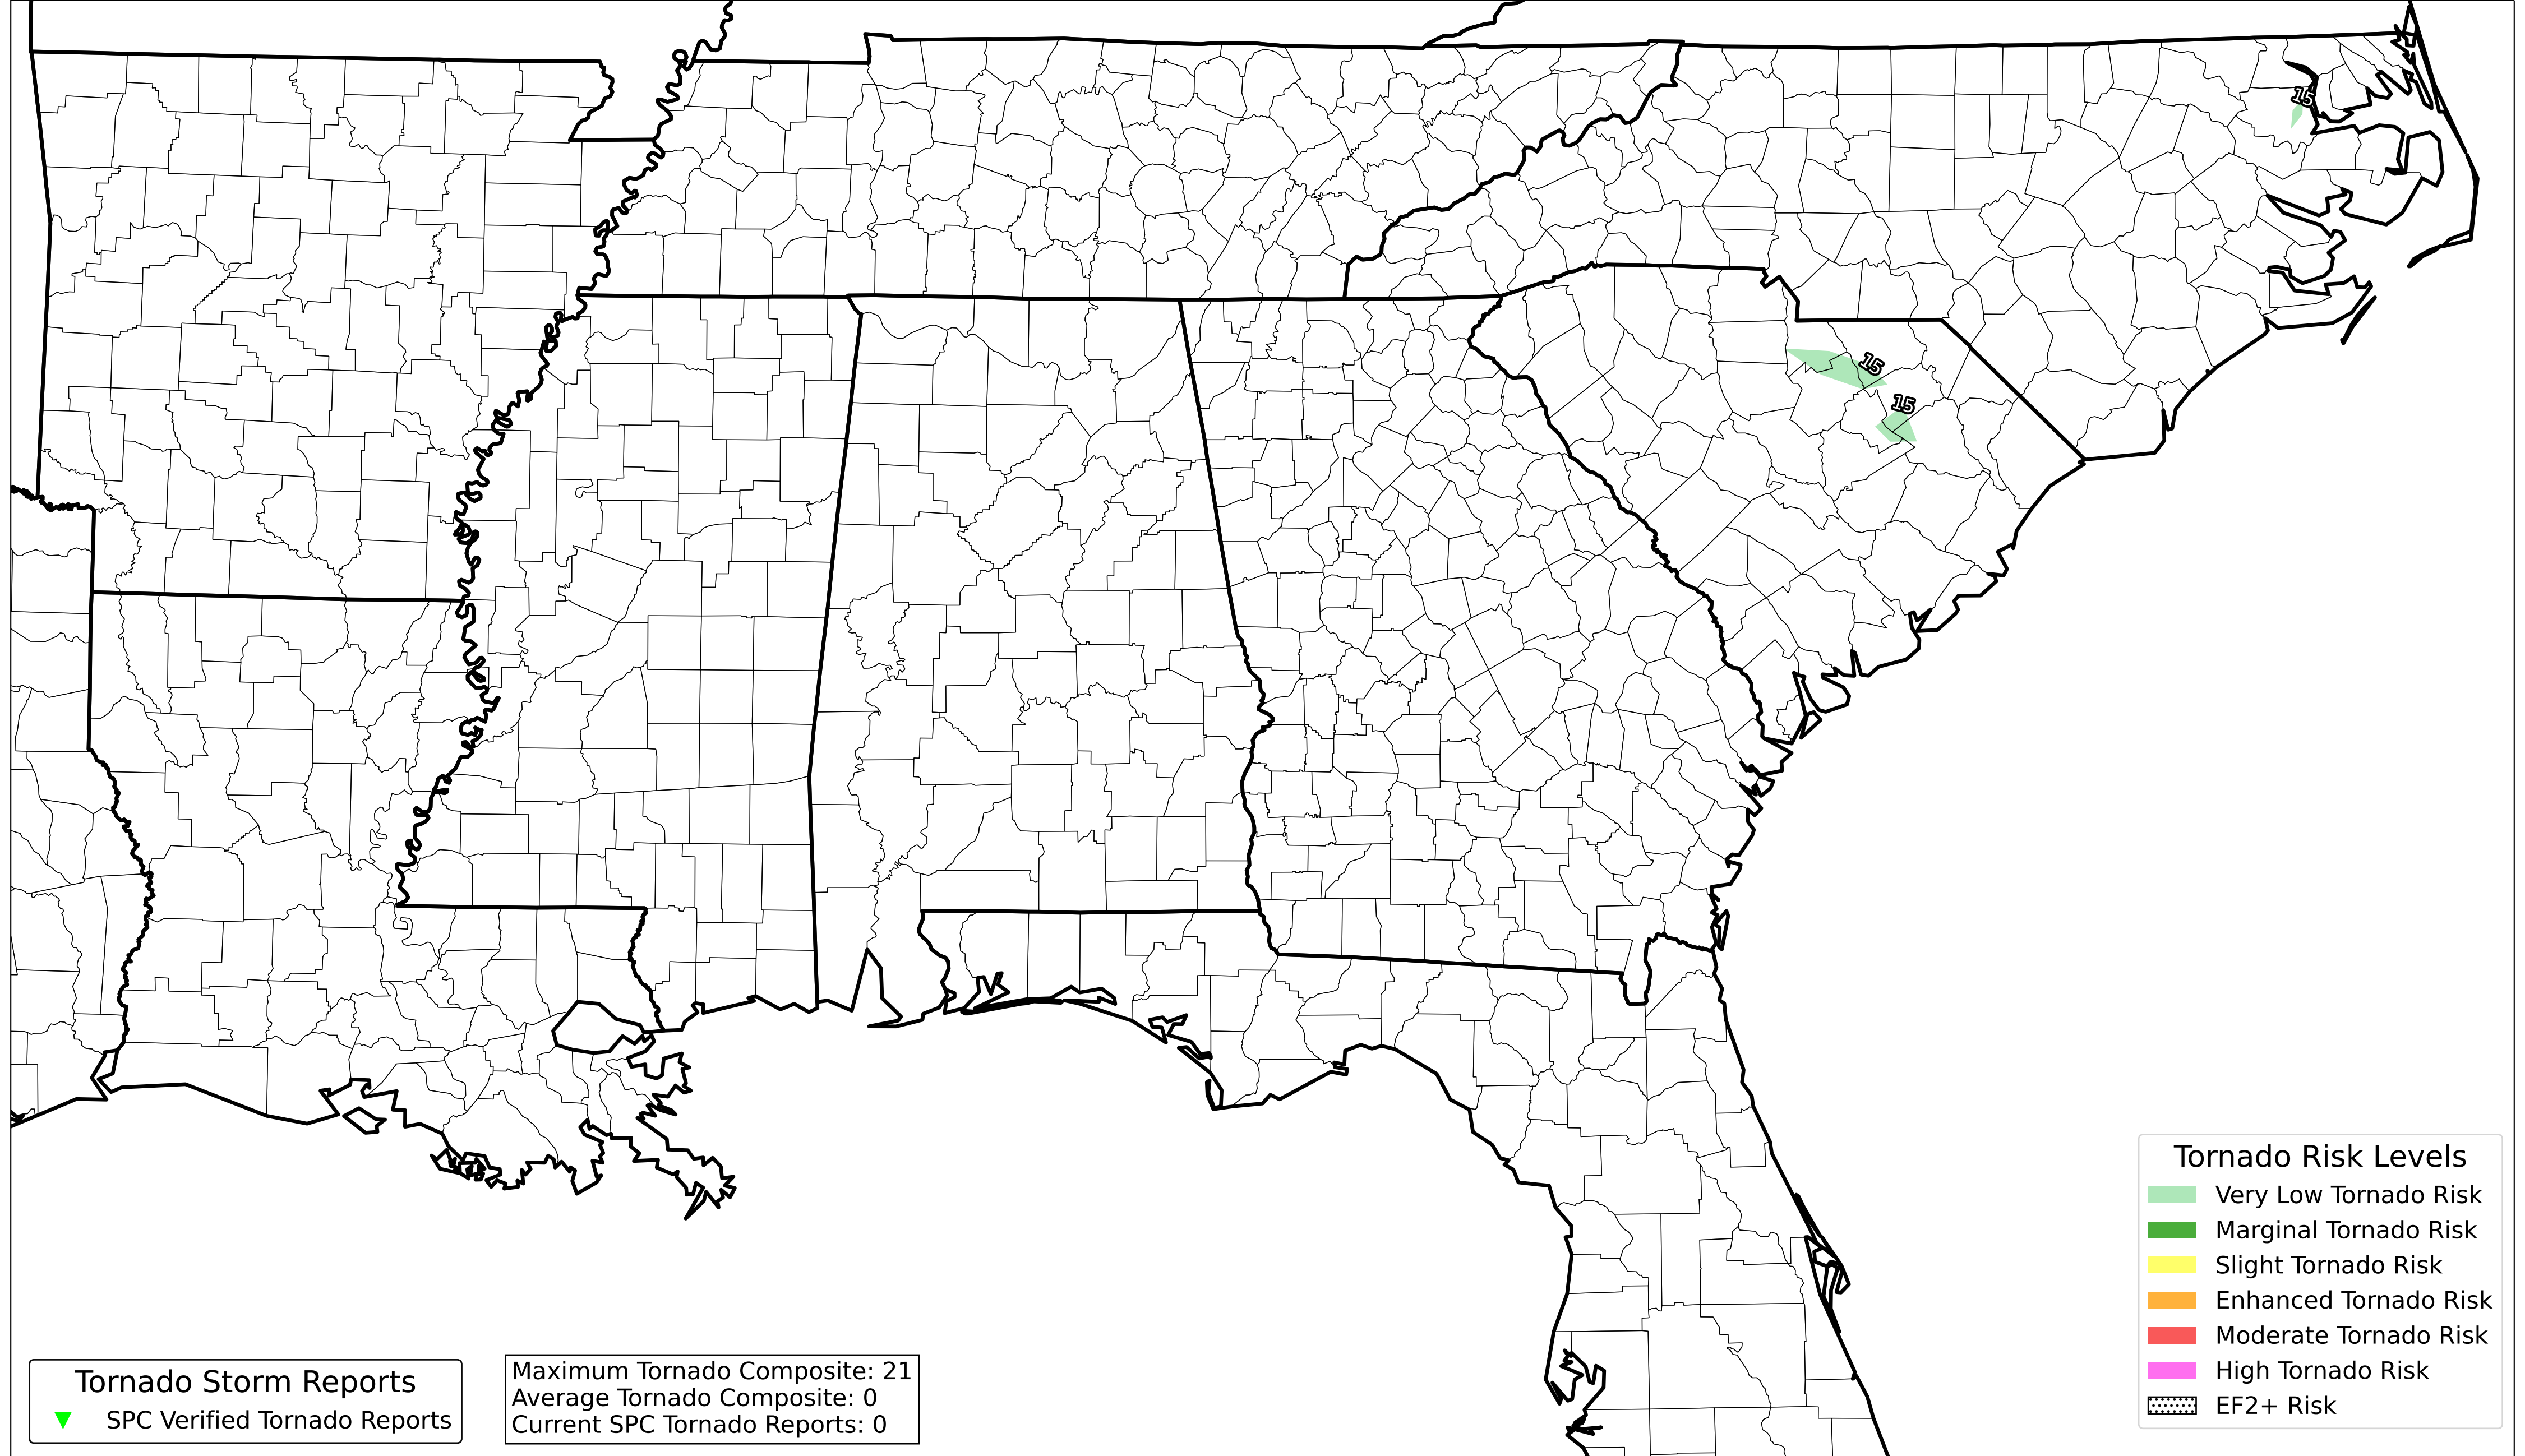 15
15
15
Tornado Risk Levels
Very Low Tornado Risk
Marginal Tornado Risk
Slight Tornado Risk
Enhanced Tornado Risk
Moderate Tornado Risk
High Tornado Risk
EF2+ Risk
Tornado Storm Reports
SPC Verified Tornado Reports
Maximum Tornado Composite: 21
Average Tornado Composite: 0
Current SPC Tornado Reports: 0